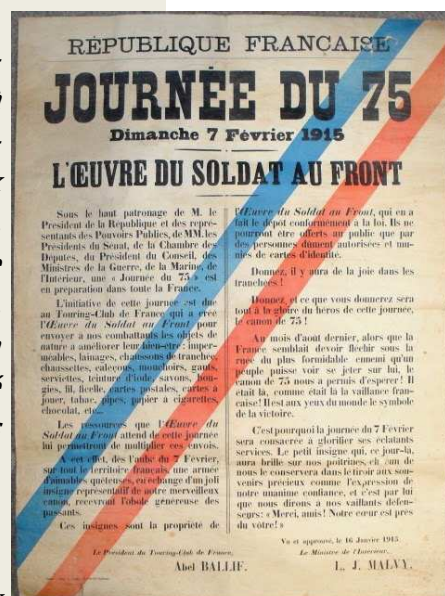 RÉPUBLIQUE FRANÇAISE
JOURNÉE DU 75
Dimanche 7 Février 1915
L'ŒUVRE DU SOLDAT AU FRONT
Sous le haut patronage de M. le
Président de la République et des repré-
sentants des Pouvoirs Publics, de MM. les
Présidents du Sénat, de la Chambre des
Députés, du Président du Conseil, des
Ministres de la Guerre, de la Marine, de
l'Intérieur, une « Journée du 75 » est
en préparation dans toute la France.
L'initiative de cette journée est due
au Touring-Club de France qui a créé
l'Œuvre du Soldat au Front pour
envoyer à nos combattants les objets de
nature à améliorer leur bien-être : imper-
méables, lainages, chaussons de tranchées,
chaussettes, caleçons, mouchoirs, gants,
serviettes, teinture d'iode, savons, bou-
gies, fil, ficelle, cartes postales, cartes à
jouer, tabac, pipes, papier à cigarettes,
chocolat, etc.
Les ressources que l'Œuvre du
Soldat au Front attend de cette journée
lui permettront de multiplier ces envois.
A cet effet, dès l'aube du 7 Février,
sur tout le territoire français, une armée
d'aimables quêteurs, en échange d'un joli
insigne représentatif de notre merveilleux
canon, recevront l'obole généreuse des
passants.
Ces insignes sont la propriété de
l'Œuvre du Soldat au Front, qui en a
fait le dépôt conformément à la loi. Ils ne
pourront être offerts au public que par
des personnes dûment autorisées et mu-
nies de cartes d'identité.
Donnez, il y aura de la joie dans les
tranchées !
Donnez et ce que vous donnerez sera
tout à la gloire du héros de cette journée,
le canon de 75 !
Au mois d'août dernier, alors que la
France semblait devoir fléchir sous la
rués du plus formidable ennemi qu'un
peuple puisse voir se jeter sur lui, le
canon de 75 nous a permis d'espérer ! Il
était là, comme était là la vaillance fran-
çaise ! Il est aux yeux du monde le symbole
de la victoire.
C'est pourquoi la journée du 7 Février
sera consacrée à glorifier ses éclatants
services. Le petit insigne qui, ce jour-là,
aura brillé sur nos poitrines, chacun de
nous le conservera dans le tiroir aux sou-
venirs précieux comme l'expression de
notre unanime confiance, et c'est par lui
que nous dirons à nos vaillants défen-
seurs : « Merci, amis ! Notre cœur est près
du vôtre ! »
Vu et approuvé, le 16 Janvier 1915.
Le Président du Touring-Club de France,
Le Ministre de l'Intérieur,
Abel BALLIF.
L. J. MALVY.